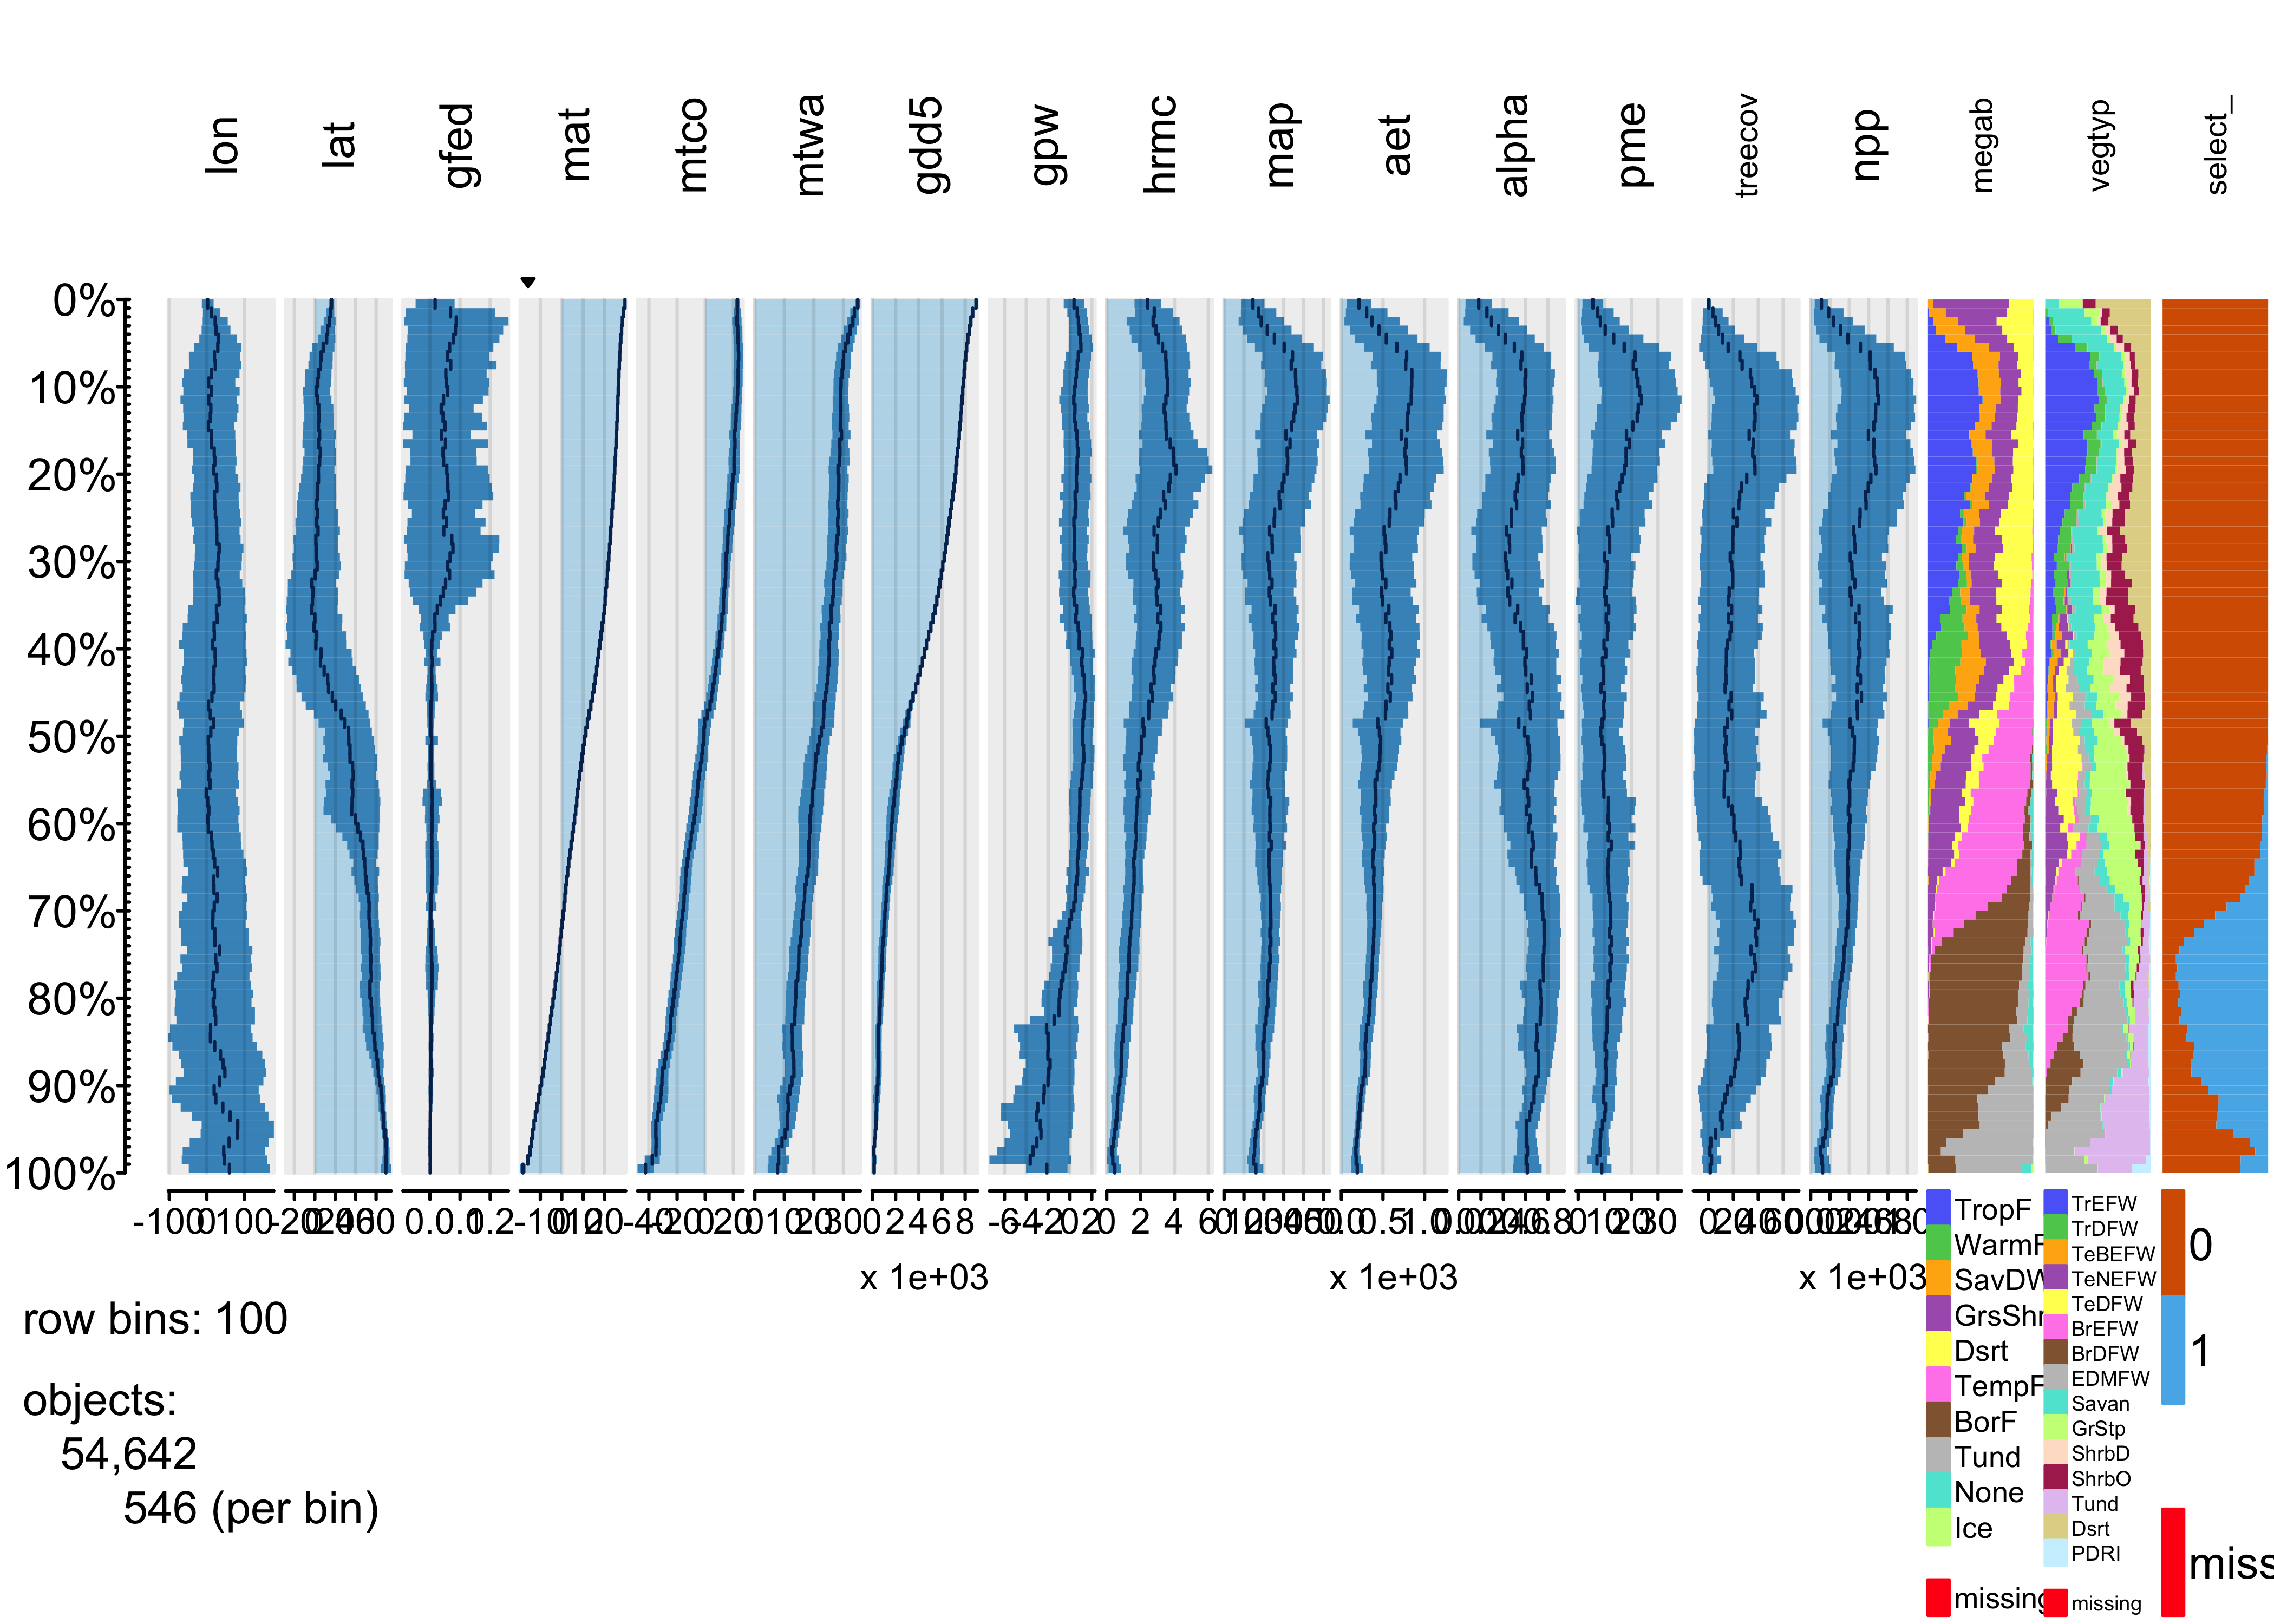 lon lat gfed mat mtco mtwa gdd5 gpw hrmc map aet alpha pme treecov npp megab vegtyp select_
0%
10%
20%
30%
40%
50%
60%
70%
80%
90%
100%
x 1e+03 x 1e+03 x 1e+03
row bins: 100
objects:
54,642
546 (per bin)
TropF
WarmF
SavDW
GrsShr
Dsrt
TempF
BorF
Tund
None
Ice
missing
TrEFW
TrDFW
TeBEFW
TeNEFW
TeDFW
BrEFW
BrDFW
EDMFW
Savan
GrStp
ShrbD
ShrbO
Tund
Dsrt
PDRI
missing
0
1
miss